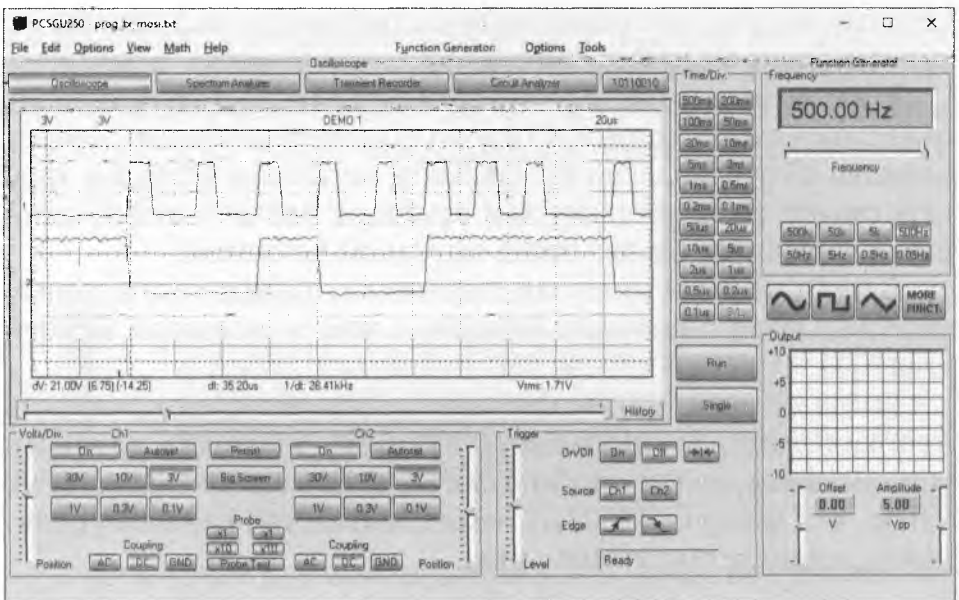 PCSGU250 - prog_br_mosi.txt
File Edit Options View Math Help Function Generator: Options Tools
Oscilloscope
Function Generator
Oscilloscope Spectrum Analyzer Transient Recorder Circuit Analyzer 10110010
Time/Div.
Frequency
3V 3V DEMO 1 20us
500.00 Hz
500ms 200ms
100ms 50ms
20ms 10ms
5ms 2ms
1ms 0.5ms
0.2ms 0.1ms
50us 20us
10us 5us
2us 1us
0.5us 0.2us
0.1us
Frequency
500k 50k 5k 500Hz
50Hz 5Hz 0.5Hz 0.05Hz
MORE FUNCT.
1
dV: 21.00V (6.75) (-14.25) dt: 35.20us 1/dt: 28.41kHz Vrms: 1.71V
History
Run
Single
Output
+10
+5
0
-5
-10
Offset Amplitude
0.00 5.00
V Vpp
Volts/Div. Ch1 Ch2
On Autoset Persist On Autoset
30V 10V 3V Big Screen 30V 10V 3V
1V 0.3V 0.1V 1V 0.3V 0.1V
Probe
x1 x1
x10 x10
Probe Test
Coupling Coupling
Position AC DC GND AC DC GND Position
Trigger
On/Off On Off
Source Ch1 Ch2
Edge
Level Ready